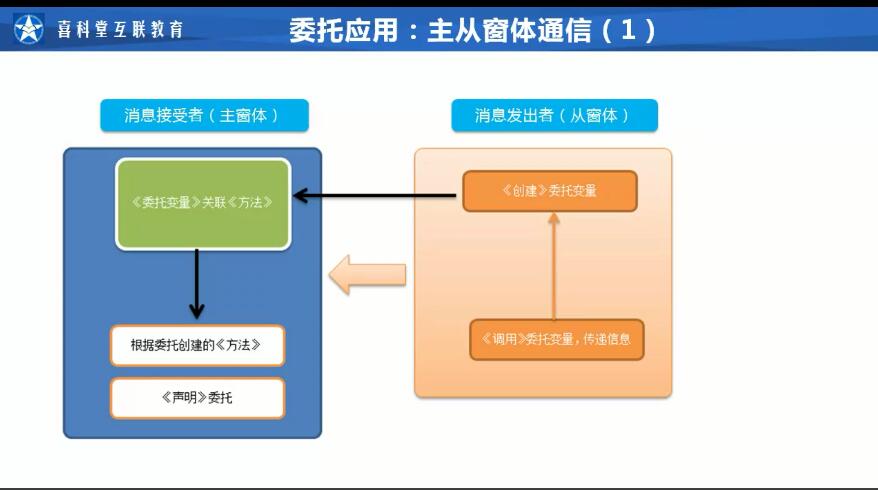 喜科堂互联教育
委托应用：主从窗体通信（1）
消息接受者（主窗体）
消息发出者（从窗体）
《委托变量》关联《方法》
《创建》委托变量
根据委托创建的《方法》
《调用》委托变量，传递信息
《声明》委托